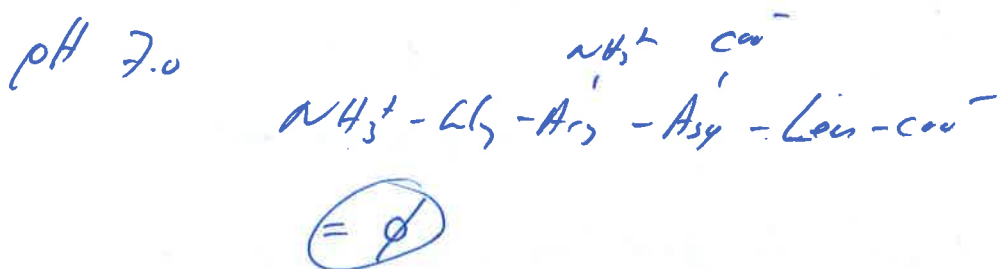 pH 7.0
NH₃⁺ COO⁻
NH₃⁺ - Gly - Arg - Asp - Leu - COO⁻
= ∅